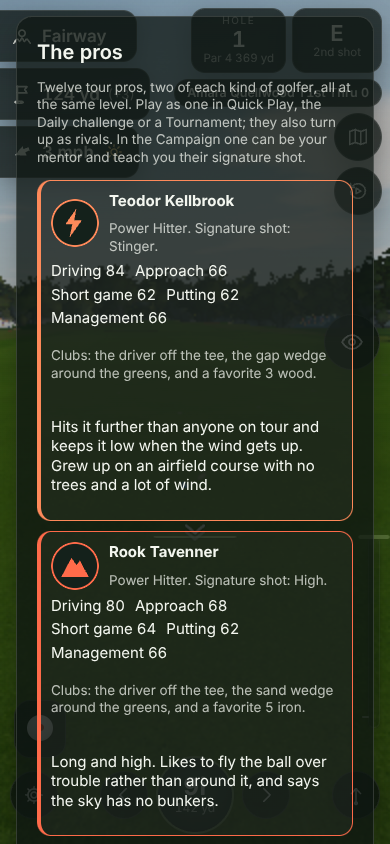 Fairway
HOLE
1
Par 4 369 yd
E
2nd shot
The pros
Twelve tour pros, two of each kind of golfer, all at
the same level. Play as one in Quick Play, the
Daily challenge or a Tournament; they also turn
up as rivals. In the Campaign one can be your
mentor and teach you their signature shot.
Teodor Kellbrook
Power Hitter. Signature shot:
Stinger.
Driving 84 Approach 66
Short game 62 Putting 62
Management 66
Clubs: the driver off the tee, the gap wedge
around the greens, and a favorite 3 wood.
Hits it further than anyone on tour and
keeps it low when the wind gets up.
Grew up on an airfield course with no
trees and a lot of wind.
Rook Tavenner
Power Hitter. Signature shot: High.
Driving 80 Approach 68
Short game 64 Putting 62
Management 66
Clubs: the driver off the tee, the sand wedge
around the greens, and a favorite 5 iron.
Long and high. Likes to fly the ball over
trouble rather than around it, and says
the sky has no bunkers.